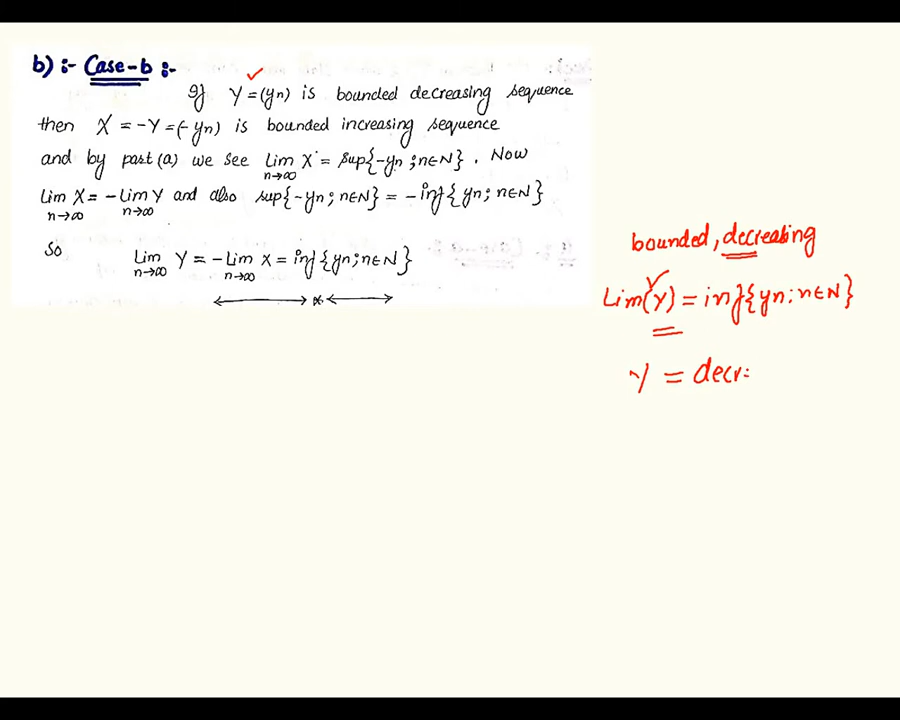 b) :- Case-b :-
If Y = (yn) is bounded decreasing sequence
then X = -Y = (-yn) is bounded increasing sequence
and by part (a) we see Lim X = sup{-yn ; n∈N} . Now
n→∞
Lim X = -Lim Y and also sup{-yn ; n∈N} = -inf{yn; n∈N}
n→∞ n→∞
So
Lim Y = -Lim X = inf{yn; n∈N}
n→∞ n→∞
bounded, decreasing
Lim(Y) = inf{yn; n∈N}
Y = decr: